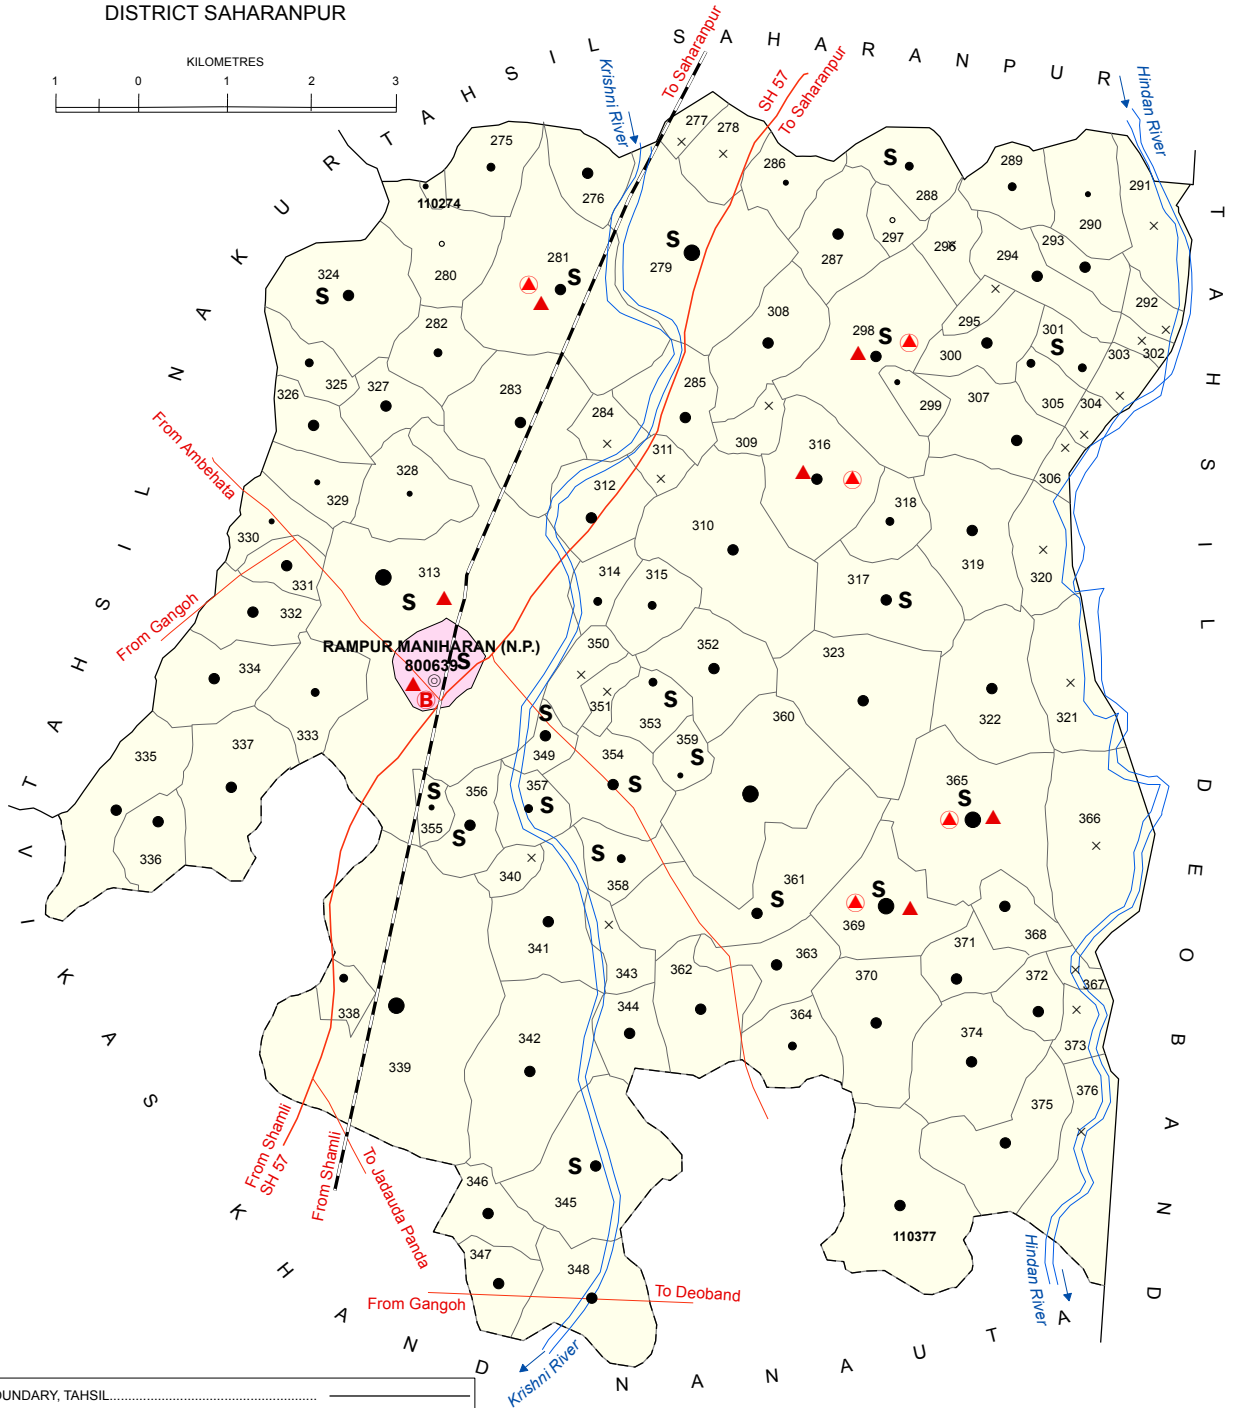 DISTRICT SAHARANPUR
KILOMETRES
1 0 1 2 3
TAHSIL SAHARANPUR
TAHSIL NAKUR
TAHSIL DEOBAND
VIKAS KHAND NANAUTA
To Saharanpur
SH 57
To Saharanpur
Krishni River
Hindan River
275
277
278
286
289
291
110274
276
S
288
290
279
S
297
296
294
293
287
280
281
S
324
S
282
292
308
298
S
295
301
S
300
303
302
325
326
327
283
285
284
299
307
305
304
309
316
311
306
328
329
312
310
318
319
320
330
331
332
313
S
314
315
317
S
From Ambehata
From Gangoh
RAMPUR MANIHARAN (N.P.)
800639
S
B
350
352
323
334
333
351
353
S
360
322
321
S
349
354
S
359
S
335
337
336
S
355
356
S
357
S
365
S
366
340
S
358
361
S
S
369
341
343
362
363
370
371
368
372
367
338
339
342
344
364
374
373
375
376
S
345
346
347
348
110377
From Shamli
SH 57
From Shamli
To Jadauda Panda
From Gangoh
To Deoband
Krishni River
Hindan River
OUNDARY, TAHSIL